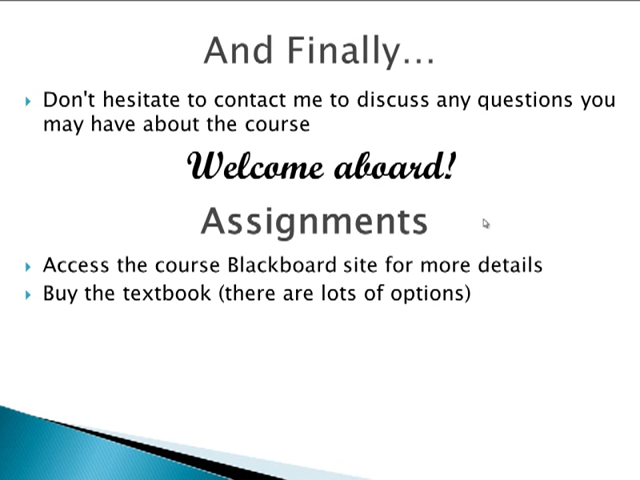 And Finally…
Don't hesitate to contact me to discuss any questions you
may have about the course
Welcome aboard!
Assignments
Access the course Blackboard site for more details
Buy the textbook (there are lots of options)